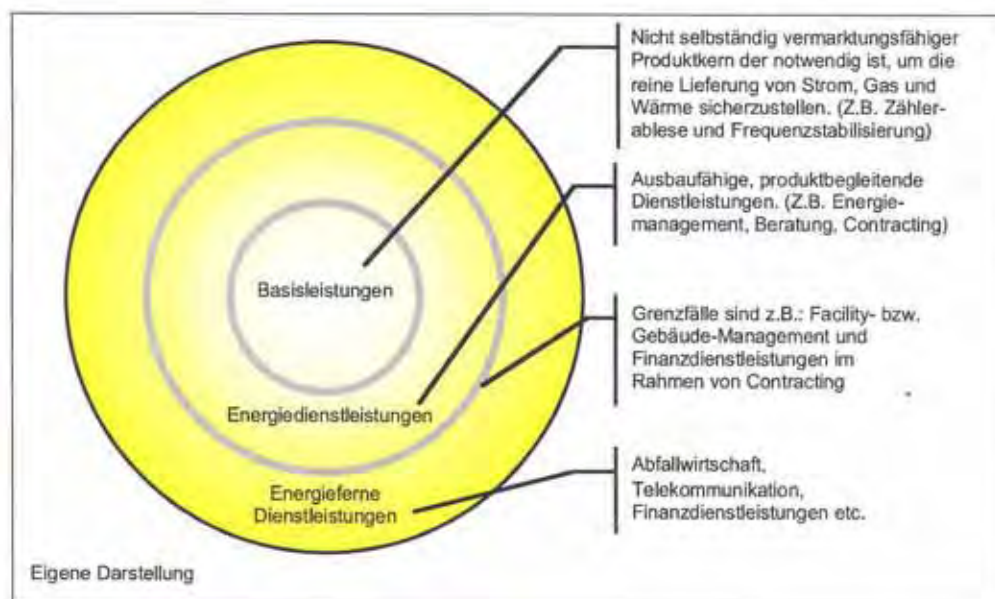 Nicht selbständig vermarktungsfähiger
Produktkern der notwendig ist, um die
reine Lieferung von Strom, Gas und
Wärme sicherzustellen. (Z.B. Zähler-
ablese und Frequenzstabilisierung)
Ausbaufähige, produktbegleitende
Dienstleistungen. (Z.B. Energie-
management, Beratung, Contracting)
Basisleistungen
Grenzfälle sind z.B.: Facility- bzw.
Gebäude-Management und
Finanzdienstleistungen im
Rahmen von Contracting
Energiedienstleistungen
Abfallwirtschaft,
Telekommunikation,
Finanzdienstleistungen etc.
Energieferne
Dienstleistungen
Eigene Darstellung